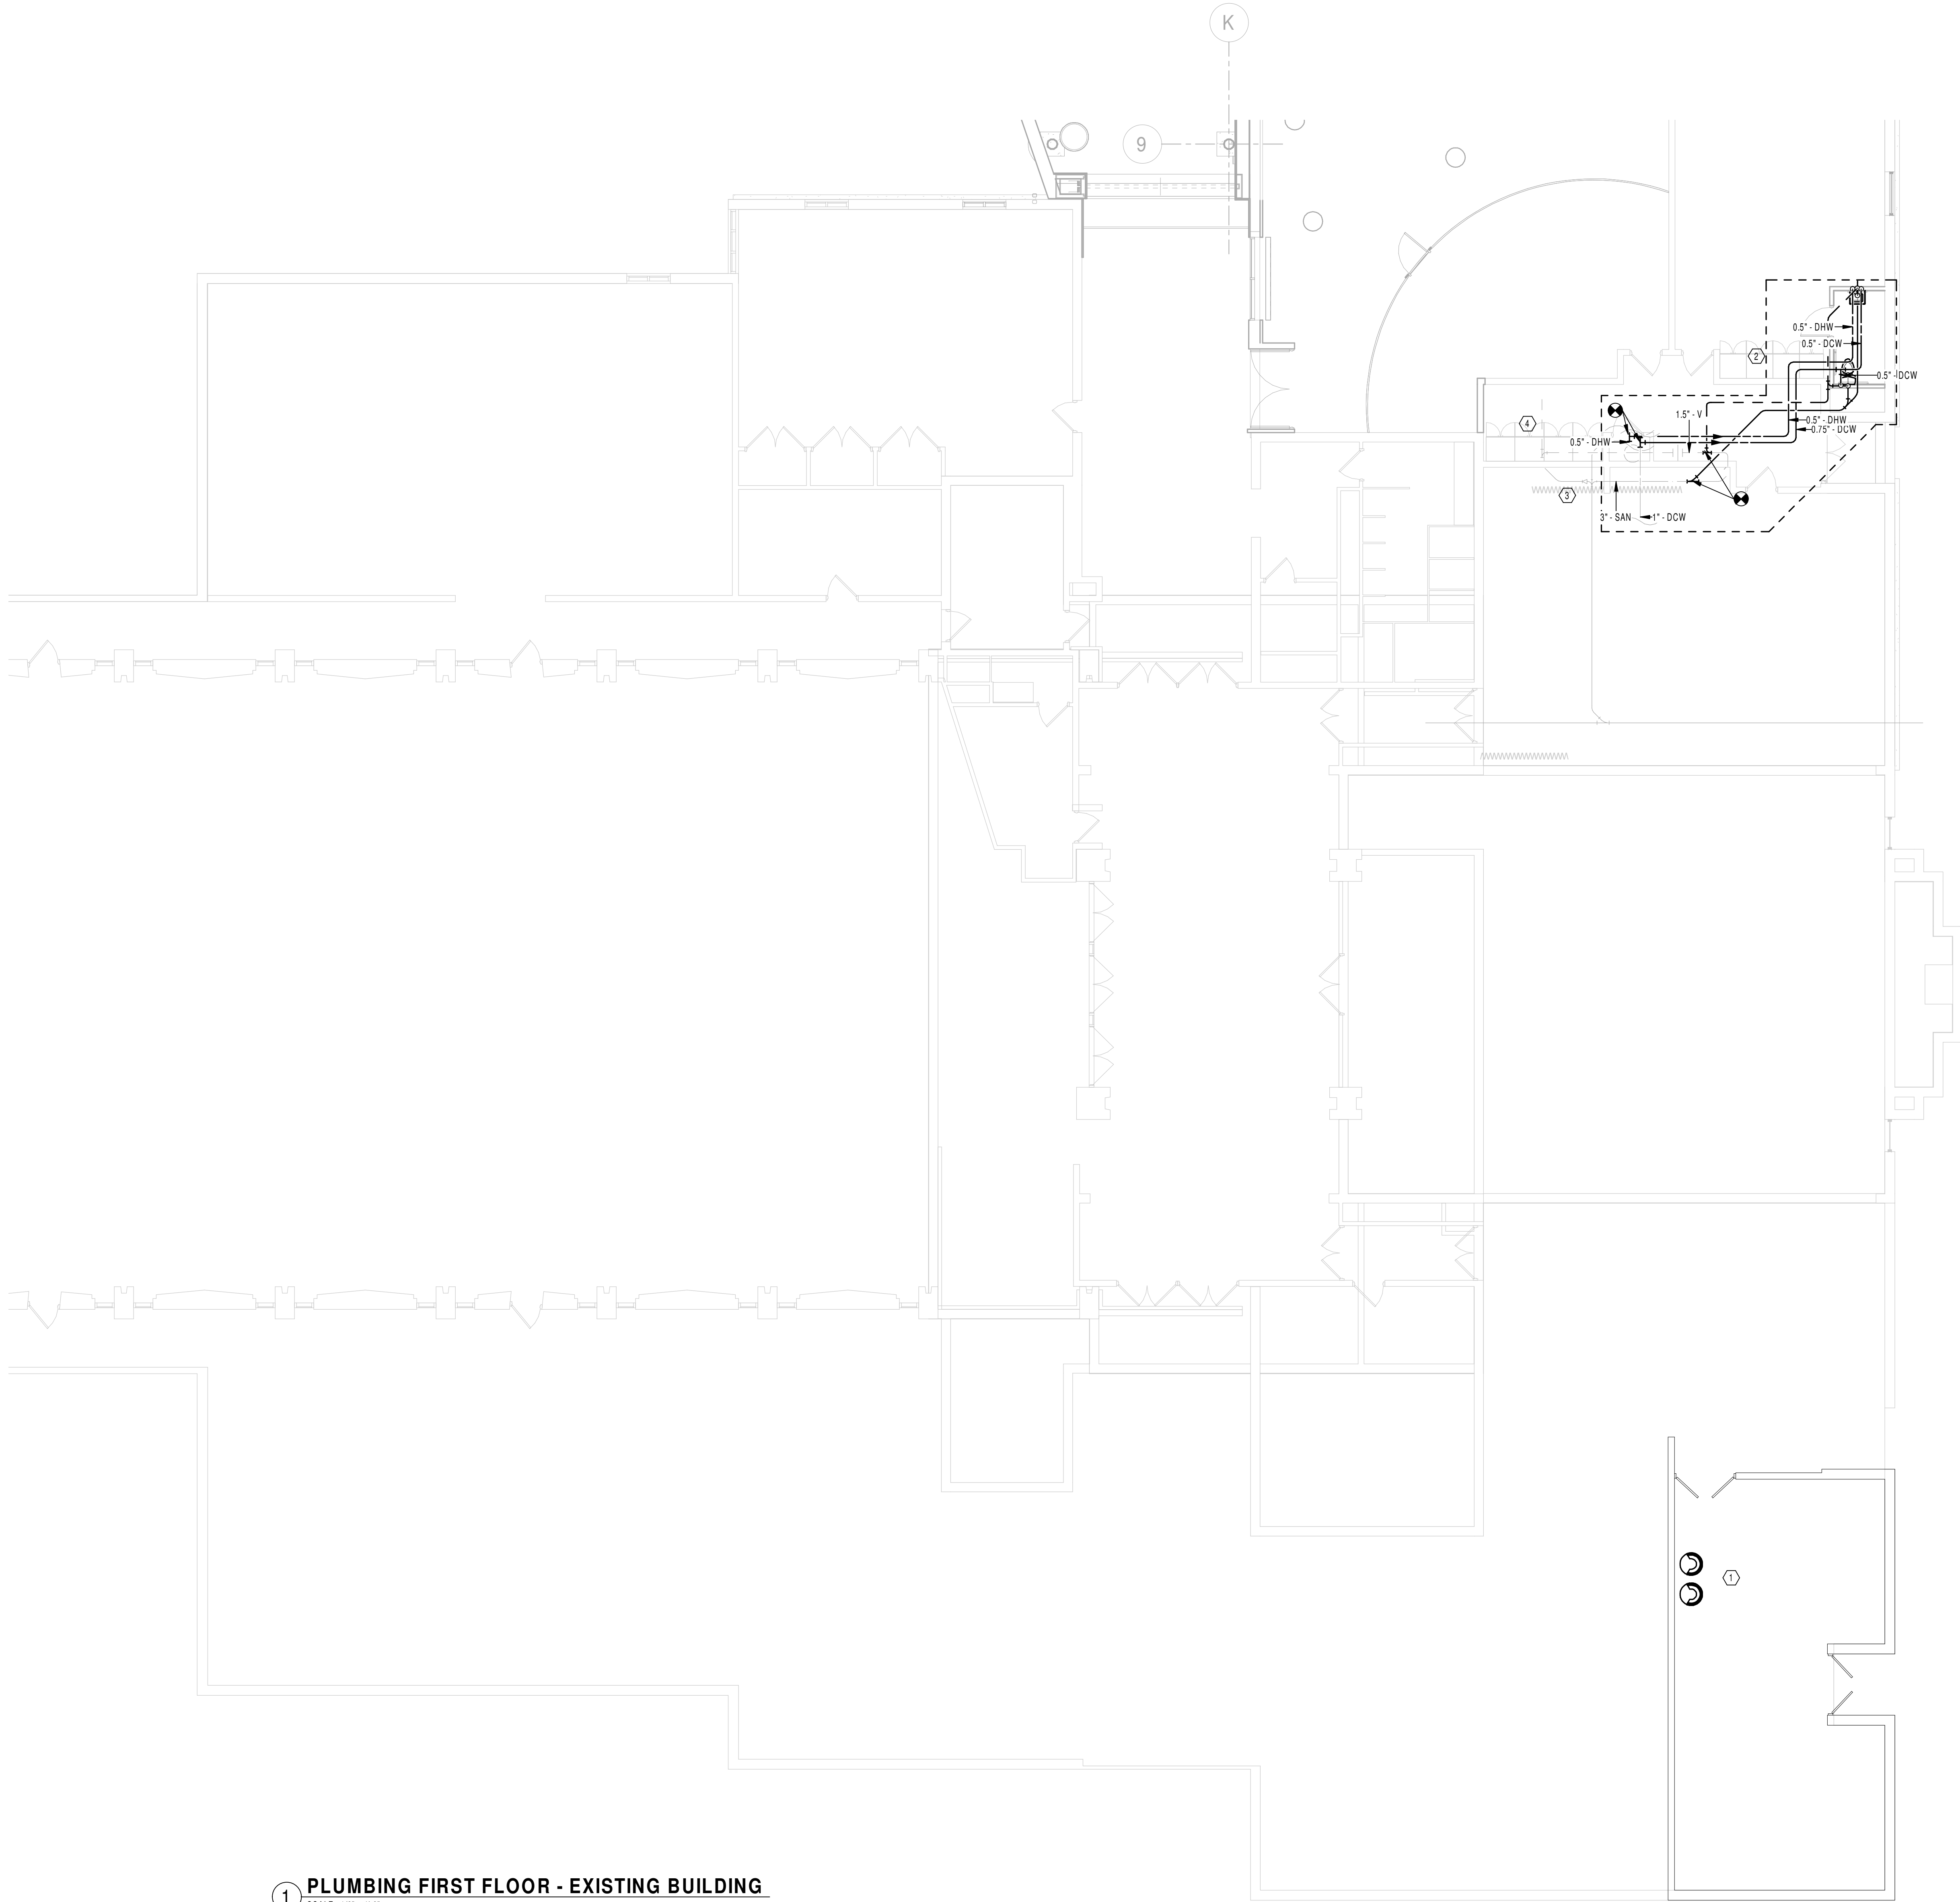 K
9
0.5" - DHW
0.5" - DCW
2
0.5" - DCW
1.5" - V
4
0.5" - DHW
0.75" - DCW
0.5" - DHW
3
3" - SAN
1" - DCW
1
1 PLUMBING FIRST FLOOR - EXISTING BUILDING